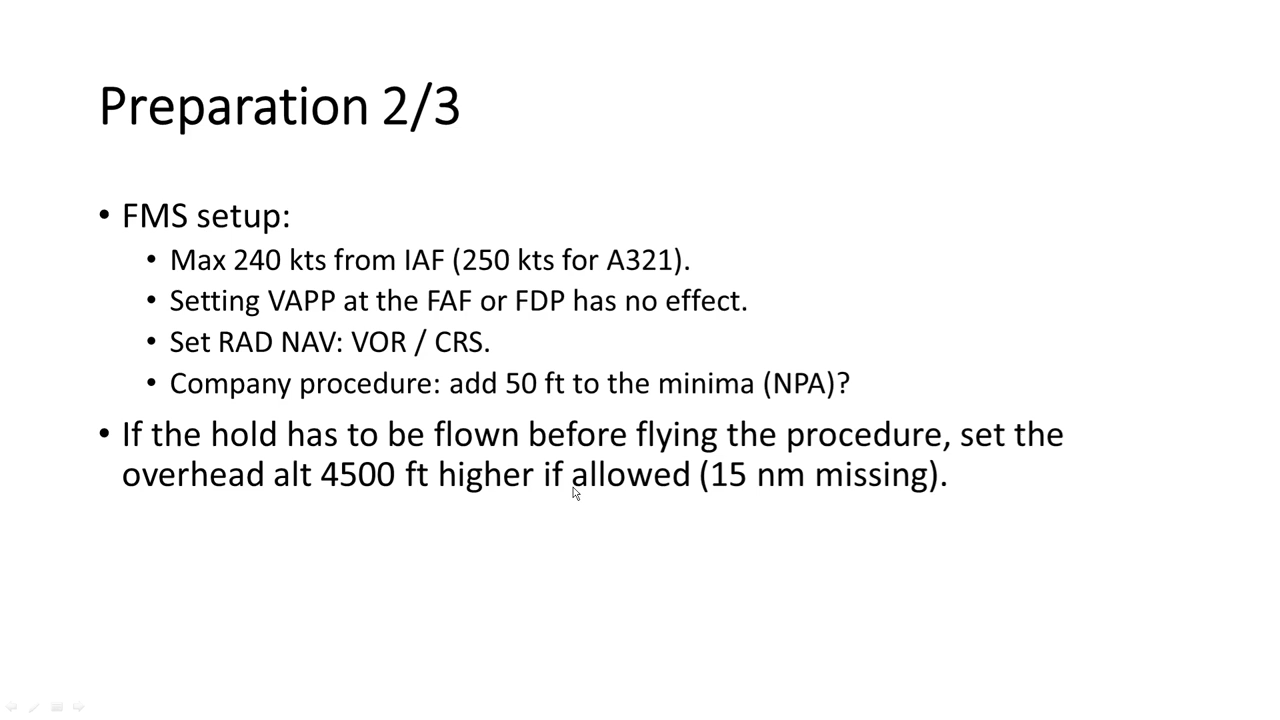 Preparation 2/3
• FMS setup:
• Max 240 kts from IAF (250 kts for A321).
• Setting VAPP at the FAF or FDP has no effect.
• Set RAD NAV: VOR / CRS.
• Company procedure: add 50 ft to the minima (NPA)?
• If the hold has to be flown before flying the procedure, set the
overhead alt 4500 ft higher if allowed (15 nm missing).